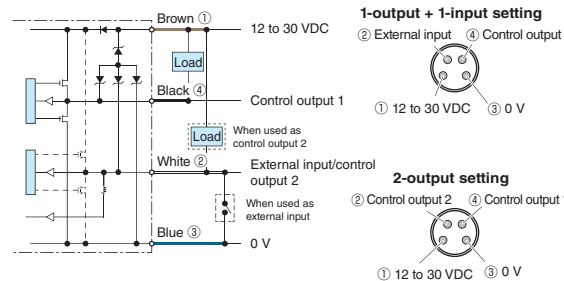 Brown ①
12 to 30 VDC
Load
Black ④
Control output 1
Load
When used as
control output 2
White ②
External input/control
output 2
When used as
external input
Blue ③
0 V
1-output + 1-input setting
② External input
④ Control output
① 12 to 30 VDC
③ 0 V
2-output setting
② Control output 2
④ Control output
① 12 to 30 VDC
③ 0 V